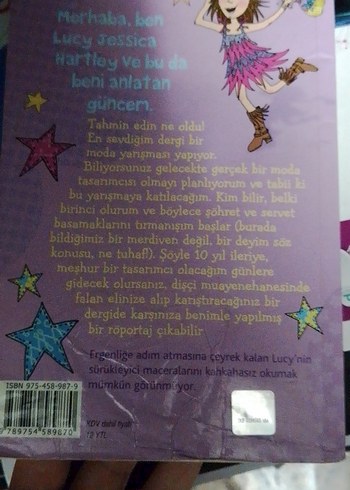 Merhaba, ben
Lucy Jessica
Hartley ve bu da
beni anlatan
güncem.
Tahmin edin ne oldu!
En sevdiğim dergi bir
moda yarışması yapıyor.
Biliyorsunuz gelecekte gerçek bir moda
tasarımcısı olmayı planlıyorum ve tabii ki
bu yarışmaya katılacağım. Kim bilir, belki
birinci olurum ve böylece şöhret ve servet
basamaklarını tırmanışım başlar (burada
bildiğimiz bir merdiven değil, bir deyim söz
konusu, ne tuhaf!). Şöyle 10 yıl ileriye,
meşhur bir tasarımcı olacağım günlere
gidecek olursanız, dişçi muayenehanesinde
falan elinize alıp karıştıracağınız bir
dergide karşınıza benimle yapılmış
bir röportaj çıkabilir
Ergenliğe adım atmasına çeyrek kalan Lucy'nin
sürükleyici maceralarını kahkahasız okumak
mümkün görünmüyor.
ISBN 975-458-987-9
9789754589870
KDV dahil fiyatı
YTL